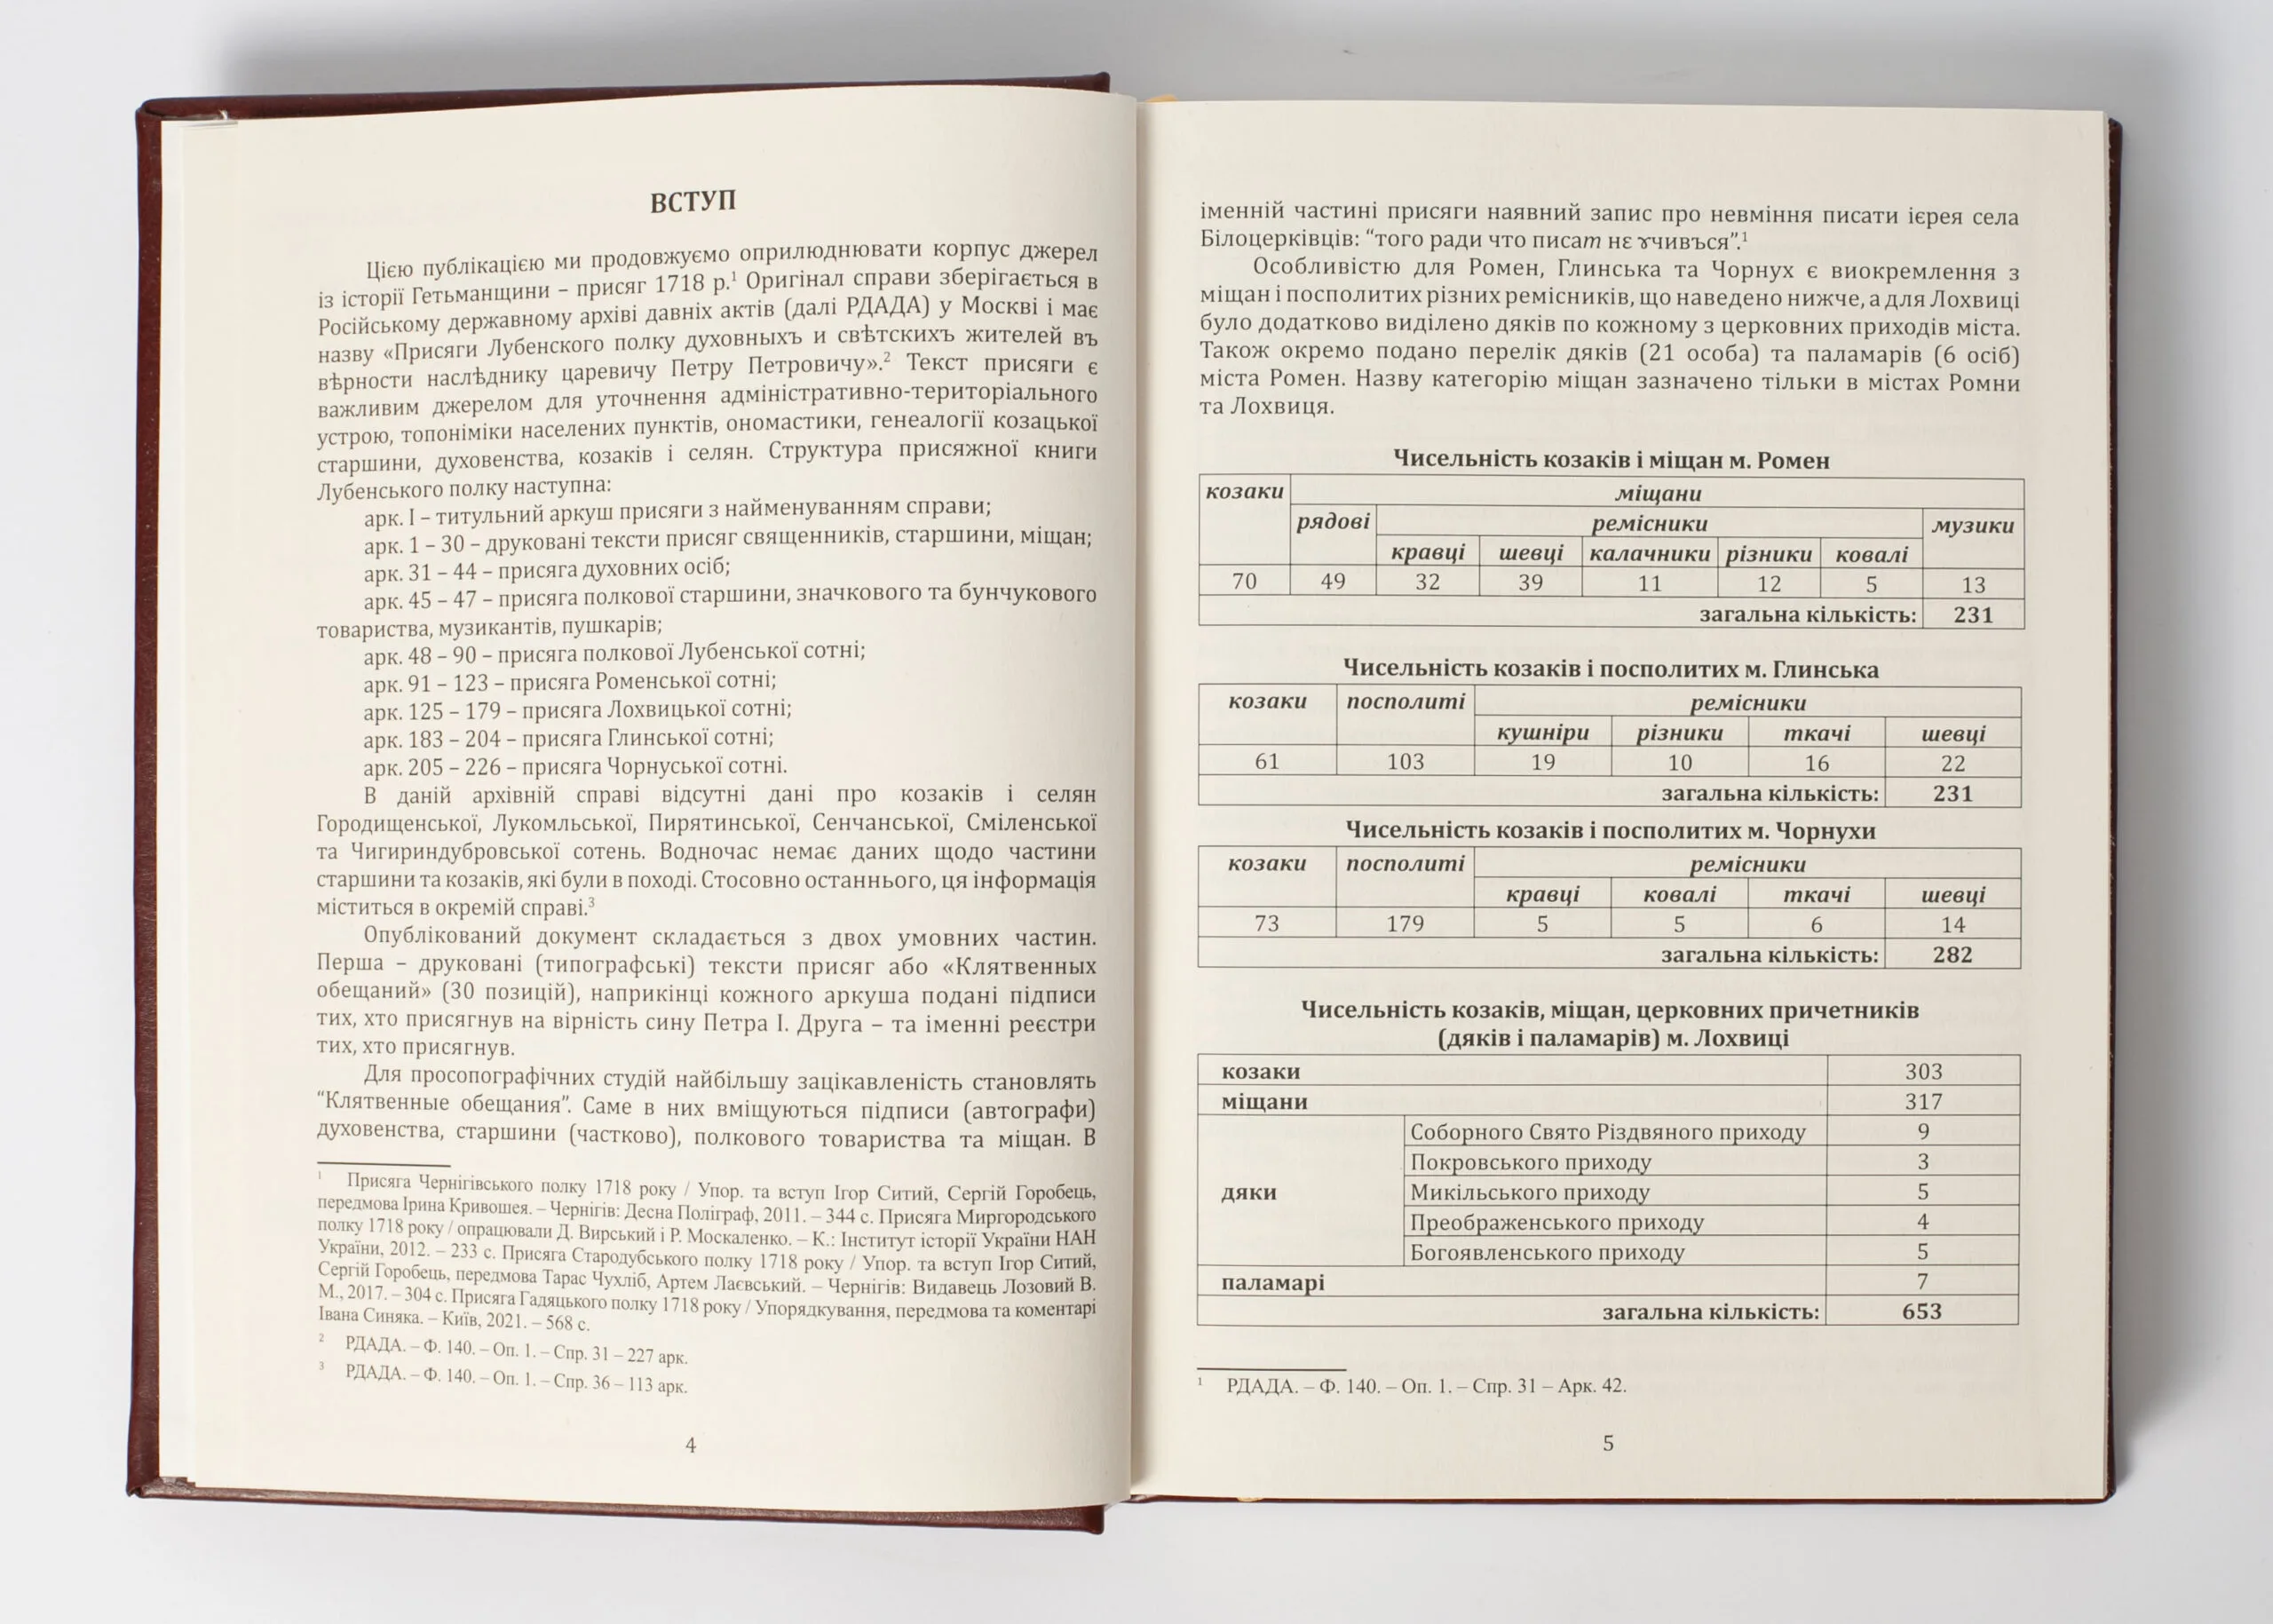 ВСТУП
Цією публікацією ми продовжуємо оприлюднювати корпус джерел
із історії Гетьманщини – присяг 1718 р.¹ Оригінал справи зберігається в
Російському державному архіві давніх актів (далі РДАДА) у Москві і має
назву «Присяги Лубенского полку духовныхъ и свѣтскихъ жителей въ
вѣрности наслѣднику царевичу Петру Петровичу».² Текст присяги є
важливим джерелом для уточнення адміністративно-територіального
устрою, топоніміки населених пунктів, ономастики, генеалогії козацької
старшини, духовенства, козаків і селян. Структура присяжної книги
Лубенського полку наступна:
арк. I – титульний аркуш присяги з найменуванням справи;
арк. 1 – 30 – друковані тексти присяг священників, старшини, міщан;
арк. 31 – 44 – присяга духовних осіб;
арк. 45 – 47 – присяга полкової старшини, значкового та бунчукового
товариства, музикантів, пушкарів;
арк. 48 – 90 – присяга полкової Лубенської сотні;
арк. 91 – 123 – присяга Роменської сотні;
арк. 125 – 179 – присяга Лохвицької сотні;
арк. 183 – 204 – присяга Глинської сотні;
арк. 205 – 226 – присяга Чорнуської сотні.
В даній архівній справі відсутні дані про козаків і селян
Городищенської, Лукомльської, Пирятинської, Сенчанської, Сміленської
та Чигириндубровської сотень. Водночас немає даних щодо частини
старшини та козаків, які були в поході. Стосовно останнього, ця інформація
міститься в окремій справі.³
Опублікований документ складається з двох умовних частин.
Перша – друковані (типографські) тексти присяг або «Клятвенных
обещаний» (30 позицій), наприкінці кожного аркуша подані підписи
тих, хто присягнув на вірність сину Петра І. Друга – та іменні реєстри
тих, хто присягнув.
Для просопографічних студій найбільшу зацікавленість становлять
“Клятвенные обещания”. Саме в них вміщуються підписи (автографи)
духовенства, старшини (частково), полкового товариства та міщан. В
¹ Присяга Чернігівського полку 1718 року / Упор. та вступ Ігор Ситий, Сергій Горобець,
передмова Ірина Кривошея. – Чернігів: Десна Поліграф, 2011. – 344 с. Присяга Миргородського
полку 1718 року / опрацювали Д. Вирський і Р. Москаленко. – К.: Інститут історії України НАН
України, 2012. – 233 с. Присяга Стародубського полку 1718 року / Упор. та вступ Ігор Ситий,
Сергій Горобець, передмова Тарас Чухліб, Артем Лаєвський. – Чернігів: Видавець Лозовий В.
М., 2017. – 304 с. Присяга Гадяцького полку 1718 року / Упорядкування, передмова та коментарі
Івана Синяка. – Київ, 2021. – 568 с.
² РДАДА. – Ф. 140. – Оп. 1. – Спр. 31 – 227 арк.
³ РДАДА. – Ф. 140. – Оп. 1. – Спр. 36 – 113 арк.
4
іменній частині присяги наявний запис про невміння писати ієрея села
Білоцерківців: “того ради что писат нє ꙋчивъся”.¹
Особливістю для Ромен, Глинська та Чорнух є виокремлення з
міщан і посполитих різних ремісників, що наведено нижче, а для Лохвиці
було додатково виділено дяків по кожному з церковних приходів міста.
Також окремо подано перелік дяків (21 особа) та паламарів (6 осіб)
міста Ромен. Назву категорію міщан зазначено тільки в містах Ромни
та Лохвиця.
Чисельність козаків і міщан м. Ромен
козаки міщани
рядові ремісники музики
кравці шевці калачники різники ковалі
70 49 32 39 11 12 5 13
загальна кількість: 231
Чисельність козаків і посполитих м. Глинська
козаки посполиті ремісники
кушніри різники ткачі шевці
61 103 19 10 16 22
загальна кількість: 231
Чисельність козаків і посполитих м. Чорнухи
козаки посполиті ремісники
кравці ковалі ткачі шевці
73 179 5 5 6 14
загальна кількість: 282
Чисельність козаків, міщан, церковних причетників
(дяків і паламарів) м. Лохвиці
козаки 303
міщани 317
Соборного Свято Різдвяного приходу 9
Покровського приходу 3
дяки Микільського приходу 5
Преображенського приходу 4
Богоявленського приходу 5
паламарі 7
загальна кількість: 653
¹ РДАДА. – Ф. 140. – Оп. 1. – Спр. 31 – Арк. 42.
5